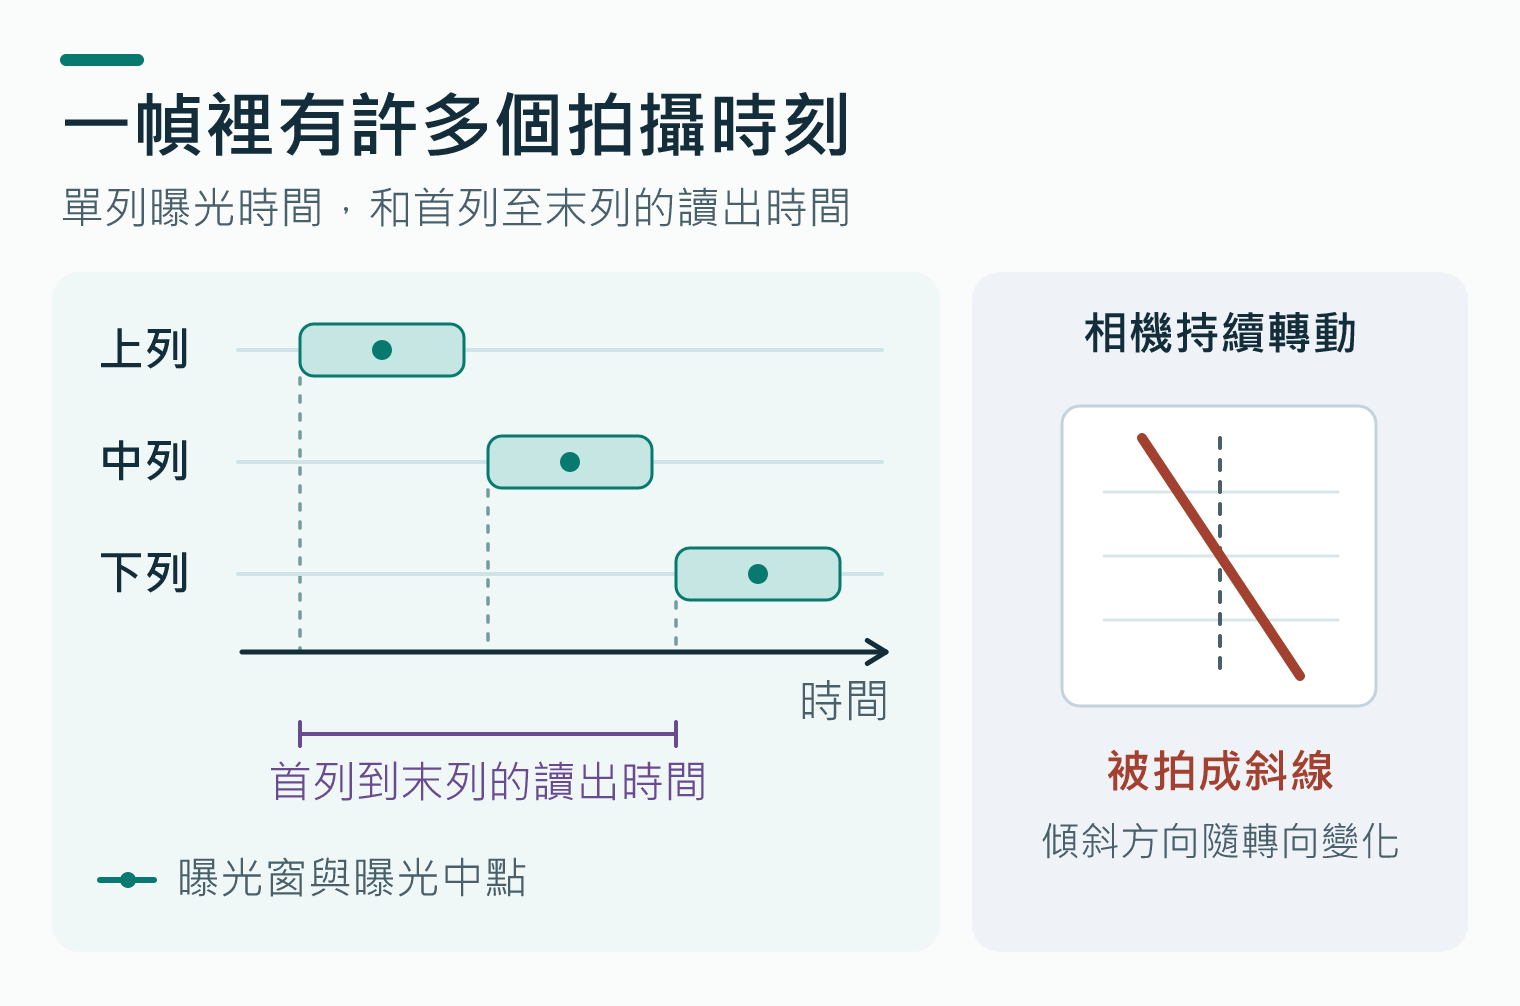 一幀裡有許多個拍攝時刻
單列曝光時間，和首列至末列的讀出時間
上列
中列
下列
時間
首列到末列的讀出時間
曝光窗與曝光中點
相機持續轉動
被拍成斜線
傾斜方向隨轉向變化